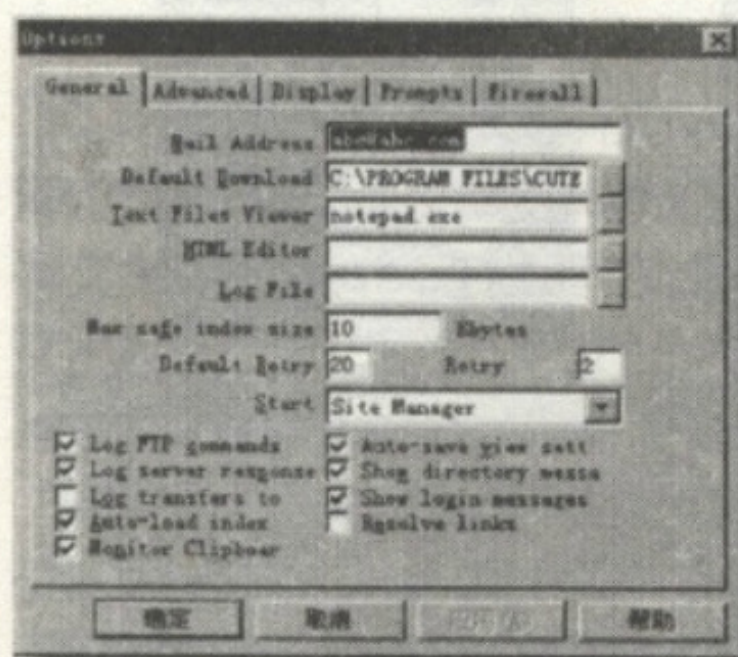 Options
General Advanced Display Prompts Firewall
Mail Address abc@abc.com
Default Download C:\PROGRAM FILES\CUTE
Text Files Viewer notepad.exe
HTML Editor
Log File
Max safe index size 10 Kbytes
Default Retry 20 Retry 2
Start Site Manager
Log FTP commands Auto-save view sett
Log server response Show directory messa
Log transfers to Show login messages
Auto-load index Resolve links
Monitor Clipboar
确定 取消 帮助